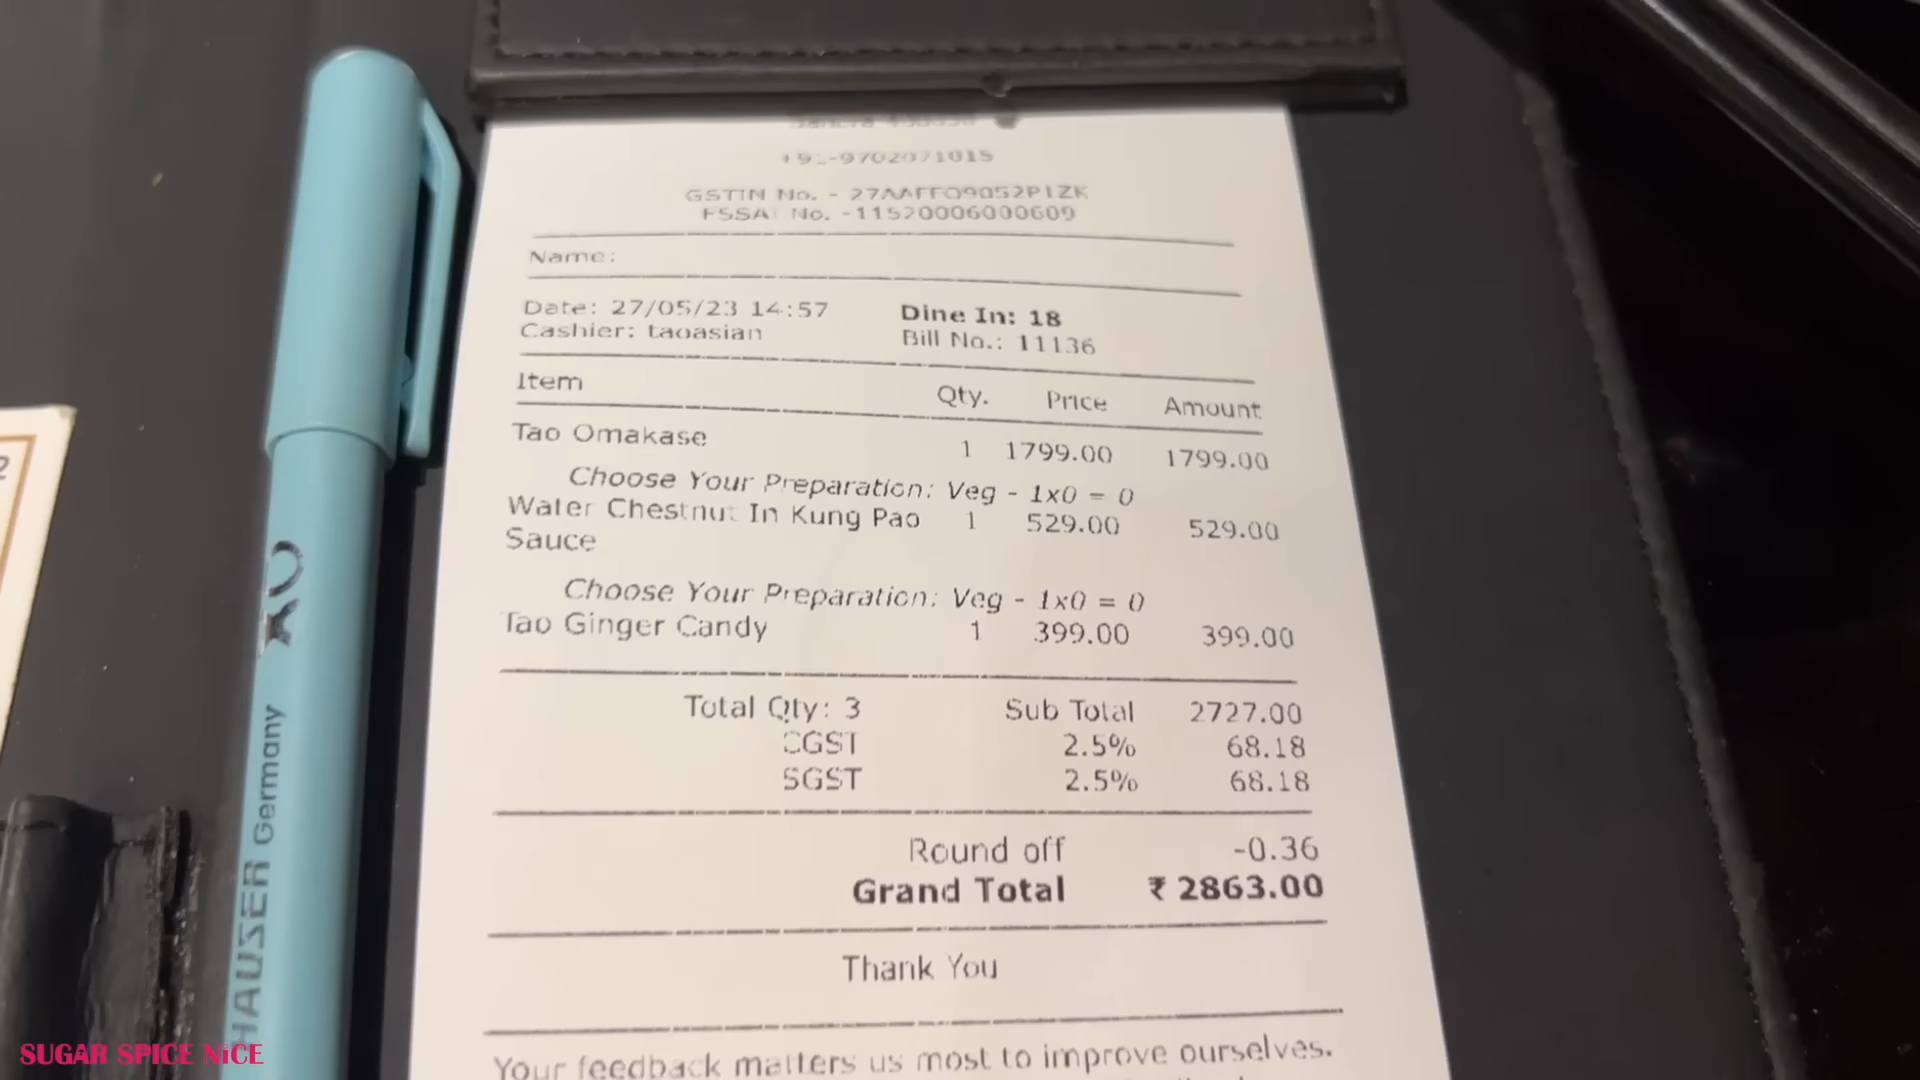 GSTIN No. - 27AAFFO9052P1ZK
FSSAI No. -11520006000609
Name:
Date: 27/05/23 14:57 Dine In: 18
Cashier: taoasian Bill No.: 11136
Item Qty. Price Amount
Tao Omakase 1 1799.00 1799.00
Choose Your Preparation: Veg - 1x0 = 0
Water Chestnut In Kung Pao 1 529.00 529.00
Sauce
Choose Your Preparation: Veg - 1x0 = 0
Tao Ginger Candy 1 399.00 399.00
Total Qty: 3 Sub Total 2727.00
CGST 2.5% 68.18
SGST 2.5% 68.18
Round off -0.36
Grand Total ₹ 2863.00
Thank You
Your feedback matters us most to improve ourselves.
HAUSER Germany XO
SUGAR SPICE NiCE